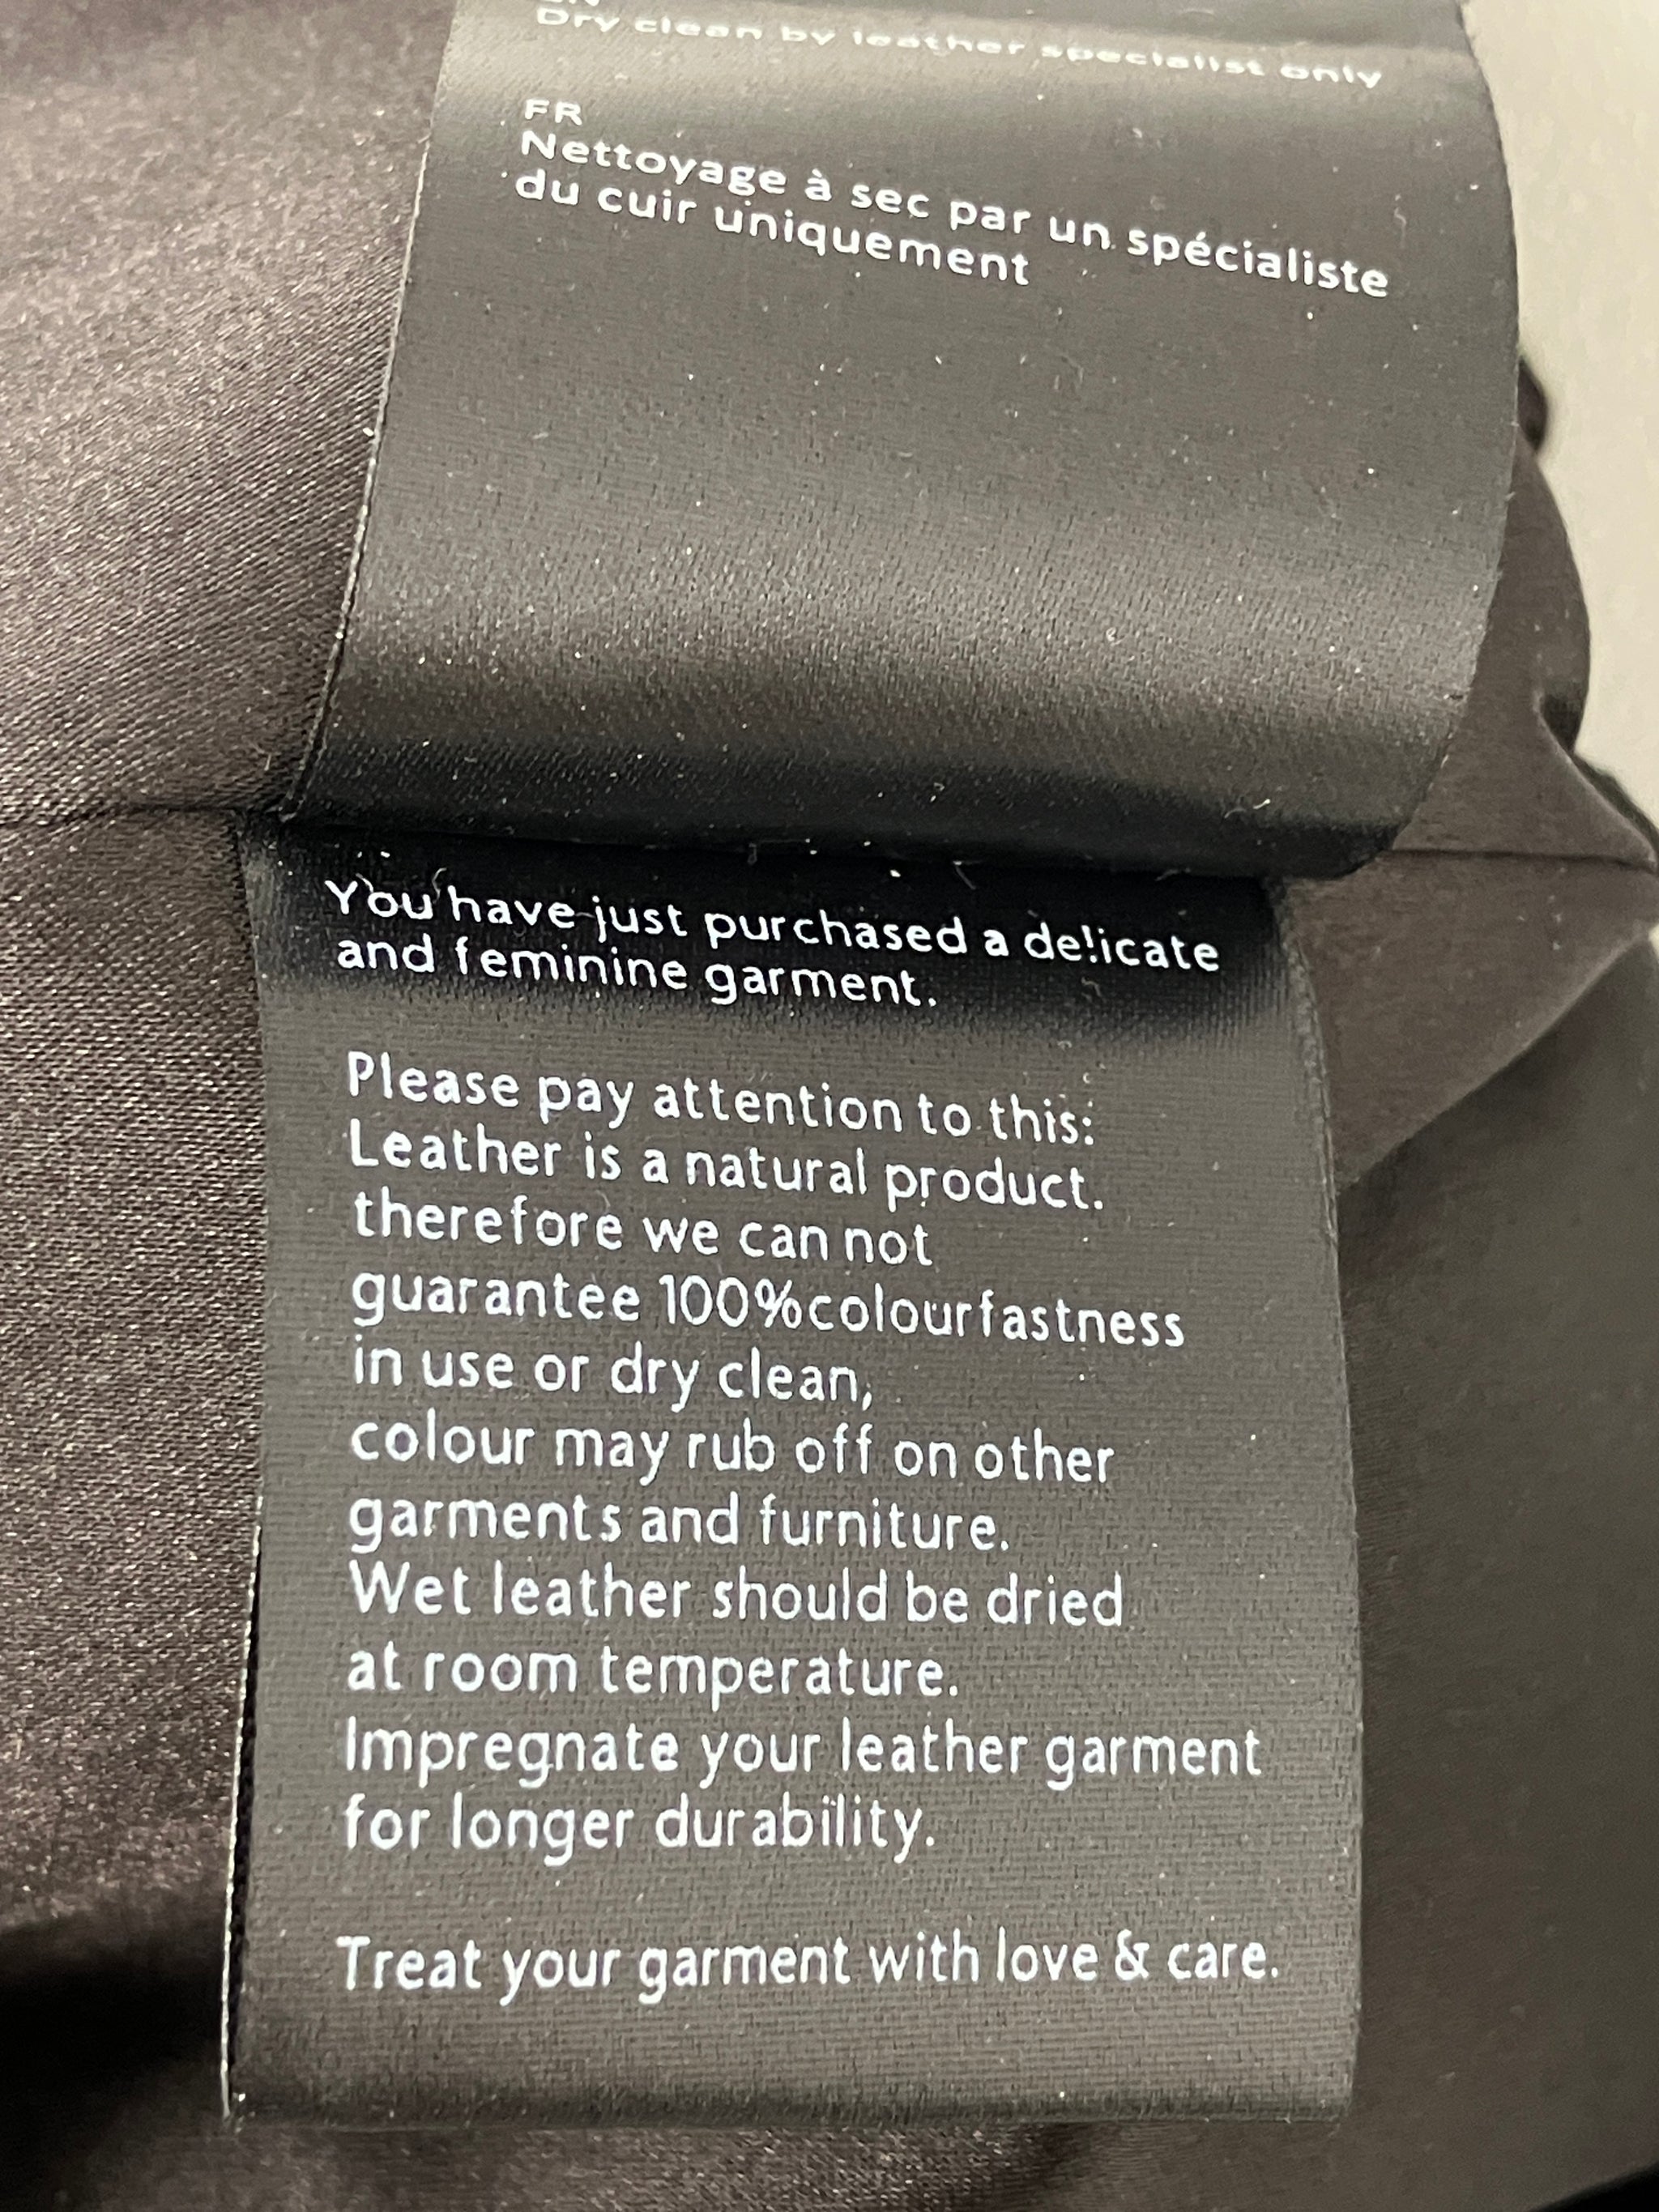 Dry clean by leather specialist only
FR
Nettoyage à sec par un spécialiste
du cuir uniquement
You have just purchased a delicate
and feminine garment.
Please pay attention to this:
Leather is a natural product.
therefore we can not
guarantee 100%colourfastness
in use or dry clean,
colour may rub off on other
garments and furniture.
Wet leather should be dried
at room temperature.
Impregnate your leather garment
for longer durability.
Treat your garment with love & care.